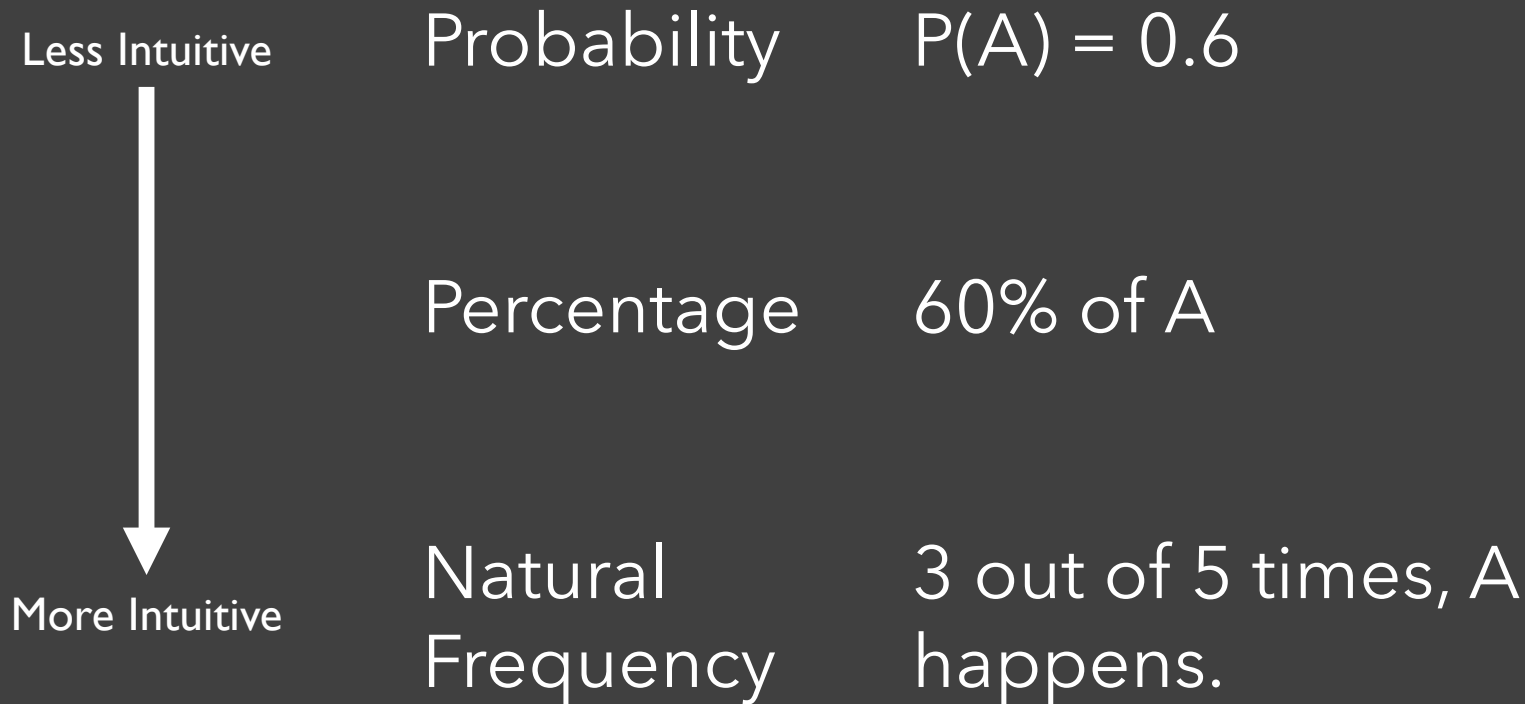 Less Intuitive
Probability
P(A) = 0.6
Percentage
60% of A
More Intuitive
Natural
Frequency
3 out of 5 times, A
happens.